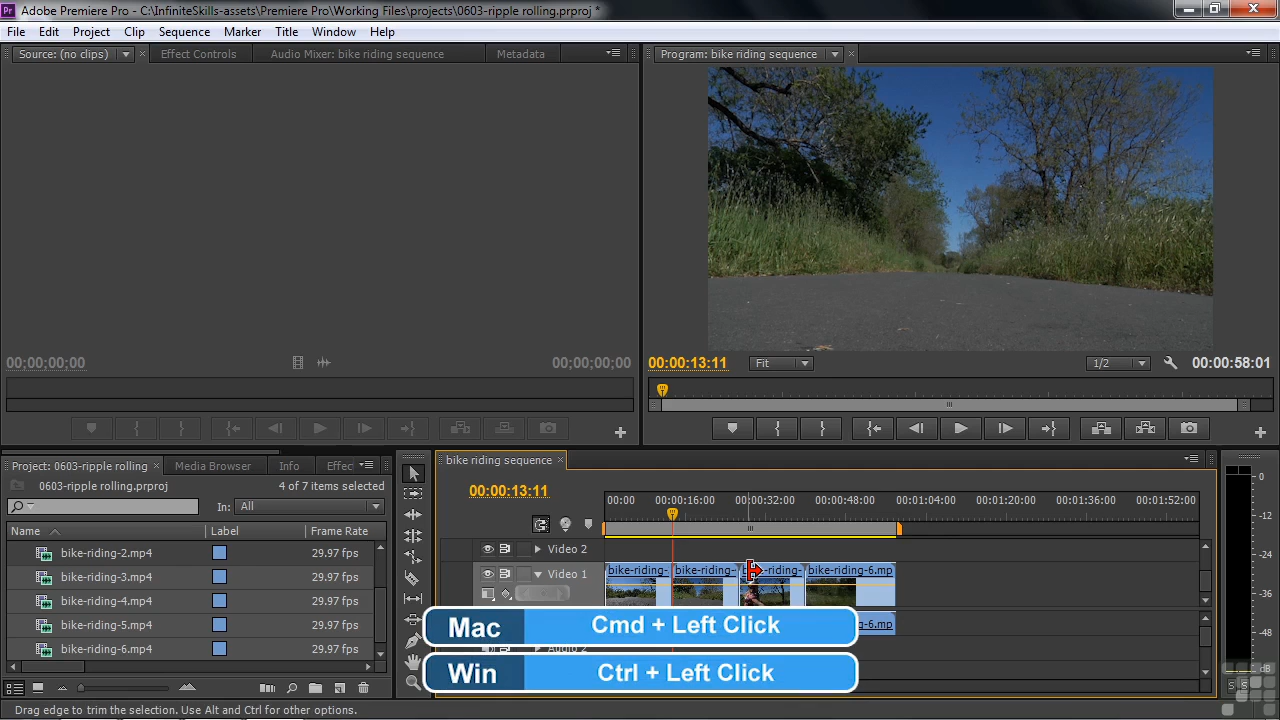 Pr Adobe Premiere Pro - C:\InfiniteSkills-assets\Premiere Pro\Working Files\projects\0603-ripple rolling.prproj *
File Edit Project Clip Sequence Marker Title Window Help
Source: (no clips) Effect Controls Audio Mixer: bike riding sequence Metadata
Program: bike riding sequence
00;00;00;00 00;00;00;00
00:00:13:11 Fit 1/2 00:00:58:01
Project: 0603-ripple rolling Media Browser Info Effec
0603-ripple rolling.prproj 4 of 7 items selected
In: All
Name Label Frame Rate
bike-riding-2.mp4 29.97 fps
bike-riding-3.mp4 29.97 fps
bike-riding-4.mp4 29.97 fps
bike-riding-5.mp4 29.97 fps
bike-riding-6.mp4 29.97 fps
bike riding sequence
00:00:13:11
00:00 00:00:16:00 00:00:32:00 00:00:48:00 00:01:04:00 00:01:20:00 00:01:36:00 00:01:52:00
Video 2
Video 1
bike-riding- bike-riding- -riding- bike-riding-6.mp
g-6.mp
Audio 2
Mac Cmd + Left Click
Win Ctrl + Left Click
0
-6
-12
-18
-24
-30
-36
-42
-48
-54
dB
S S
Drag edge to trim the selection. Use Alt and Ctrl for other options.